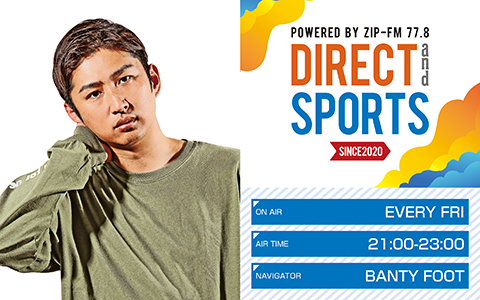 POWERED BY ZIP-FM 77.8
DIRECT
and
SPORTS
SINCE2020
ON AIR EVERY FRI
AIR TIME 21:00-23:00
NAVIGATOR BANTY FOOT